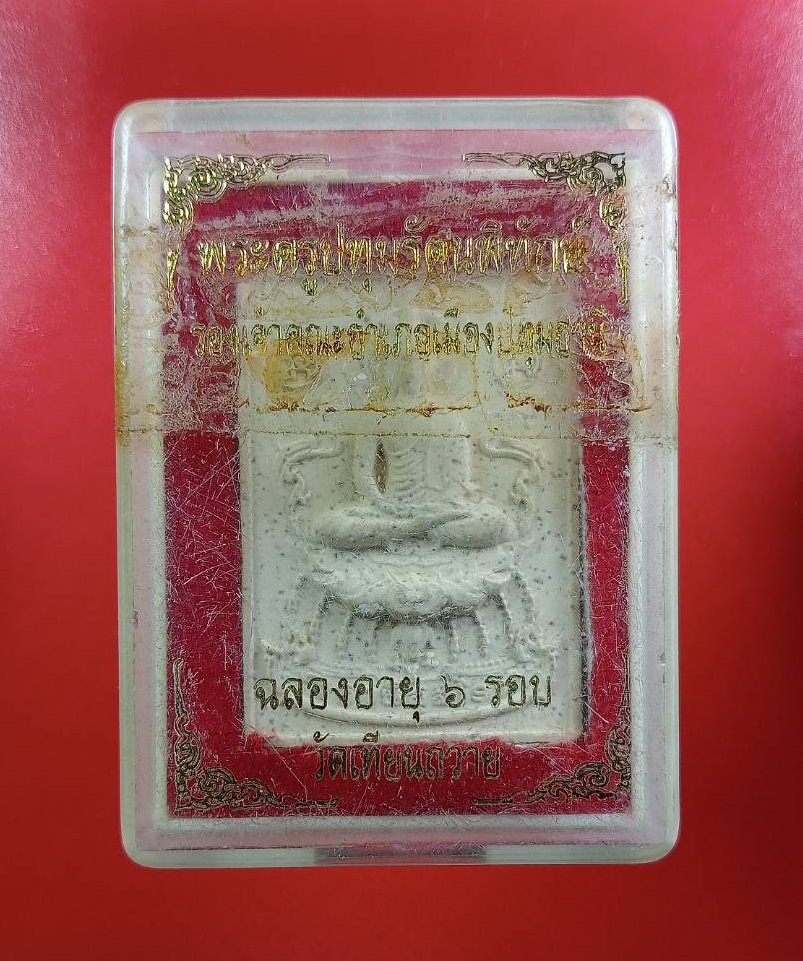 พระครูปทุมรัตนพิทักษ์
รองเจ้าคณะอำเภอเมืองปทุมธานี
ฉลองอายุ ๖ รอบ
วัดเทียนถวาย